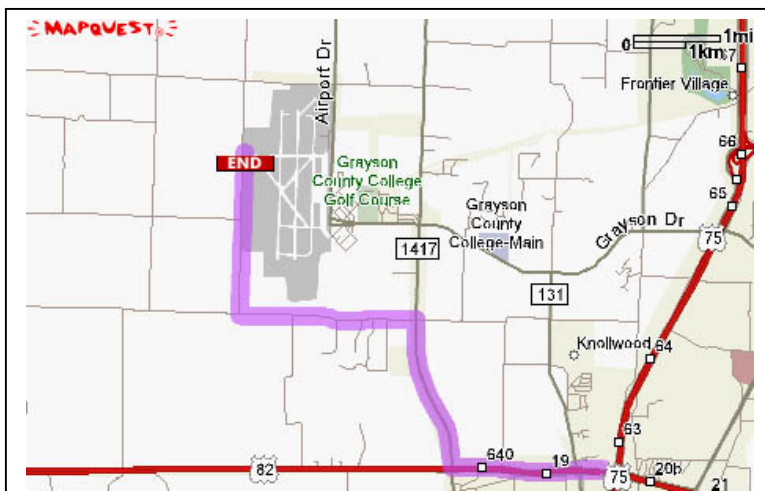 MAPQUEST
0
1mi
1km
67
Frontier Village
Airport Dr
66
END
Grayson
County College
Golf Course
65
Grayson
County
College-Main
Grayson Dr
75
1417
131
Knollwood
64
63
640
19
82
75
20b
21